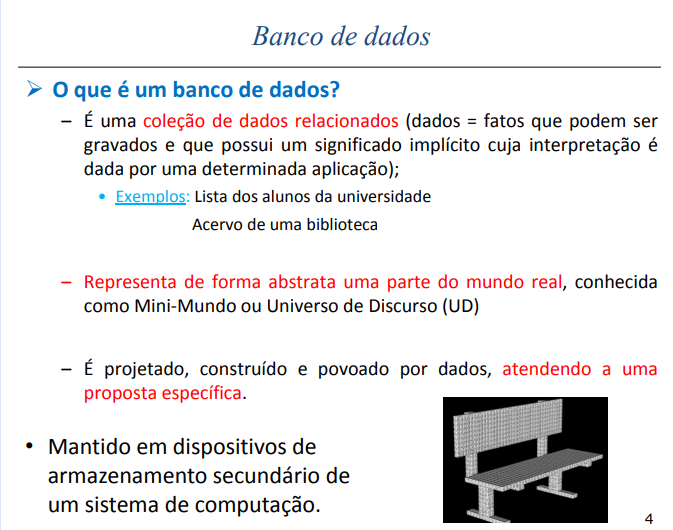 Banco de dados
➢ O que é um banco de dados?
– É uma coleção de dados relacionados (dados = fatos que podem ser
gravados e que possui um significado implícito cuja interpretação é
dada por uma determinada aplicação);
• Exemplos: Lista dos alunos da universidade
Acervo de uma biblioteca
– Representa de forma abstrata uma parte do mundo real, conhecida
como Mini-Mundo ou Universo de Discurso (UD)
– É projetado, construído e povoado por dados, atendendo a uma
proposta específica.
• Mantido em dispositivos de
armazenamento secundário de
um sistema de computação.
4